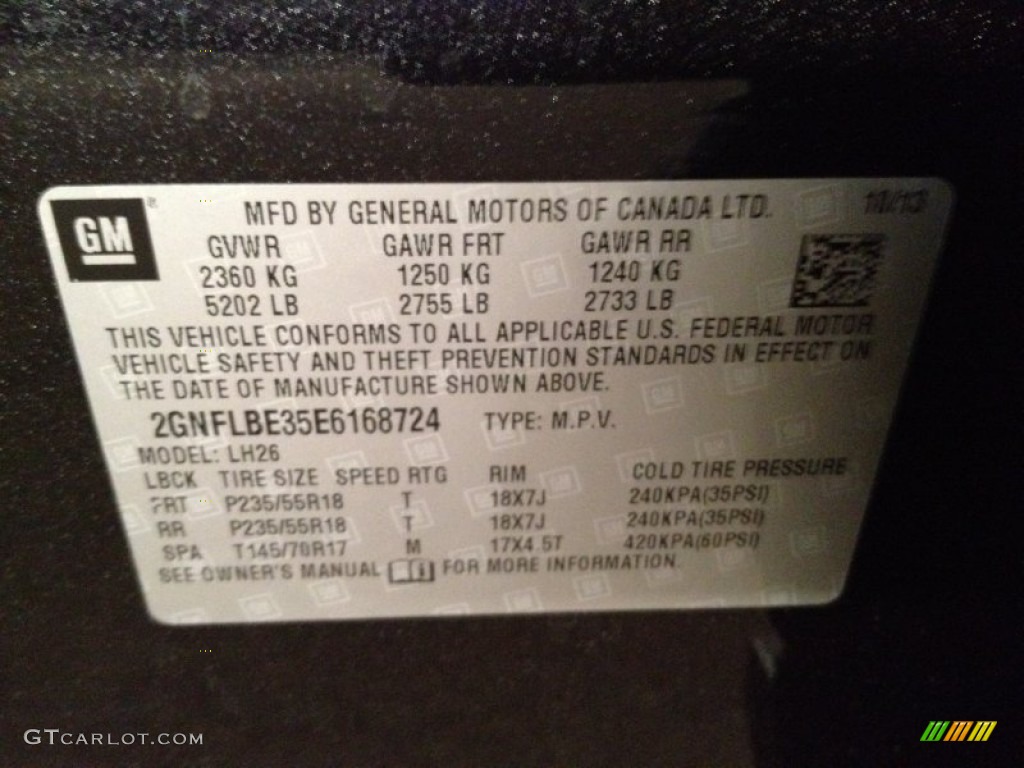 GM MFD BY GENERAL MOTORS OF CANADA LTD. 10/13
GVWR GAWR FRT GAWR RR
2360 KG 1250 KG 1240 KG
5202 LB 2755 LB 2733 LB
THIS VEHICLE CONFORMS TO ALL APPLICABLE U.S. FEDERAL MOTOR
VEHICLE SAFETY AND THEFT PREVENTION STANDARDS IN EFFECT ON
THE DATE OF MANUFACTURE SHOWN ABOVE.
2GNFLBE35E6168724 TYPE: M.P.V.
MODEL: LH26
LBCK TIRE SIZE SPEED RTG RIM COLD TIRE PRESSURE
FRT P235/55R18 T 18X7J 240KPA(35PSI)
RR P235/55R18 T 18X7J 240KPA(35PSI)
SPA T145/70R17 M 17X4.5T 420KPA(60PSI)
SEE OWNER'S MANUAL FOR MORE INFORMATION.
GTCARLOT.COM